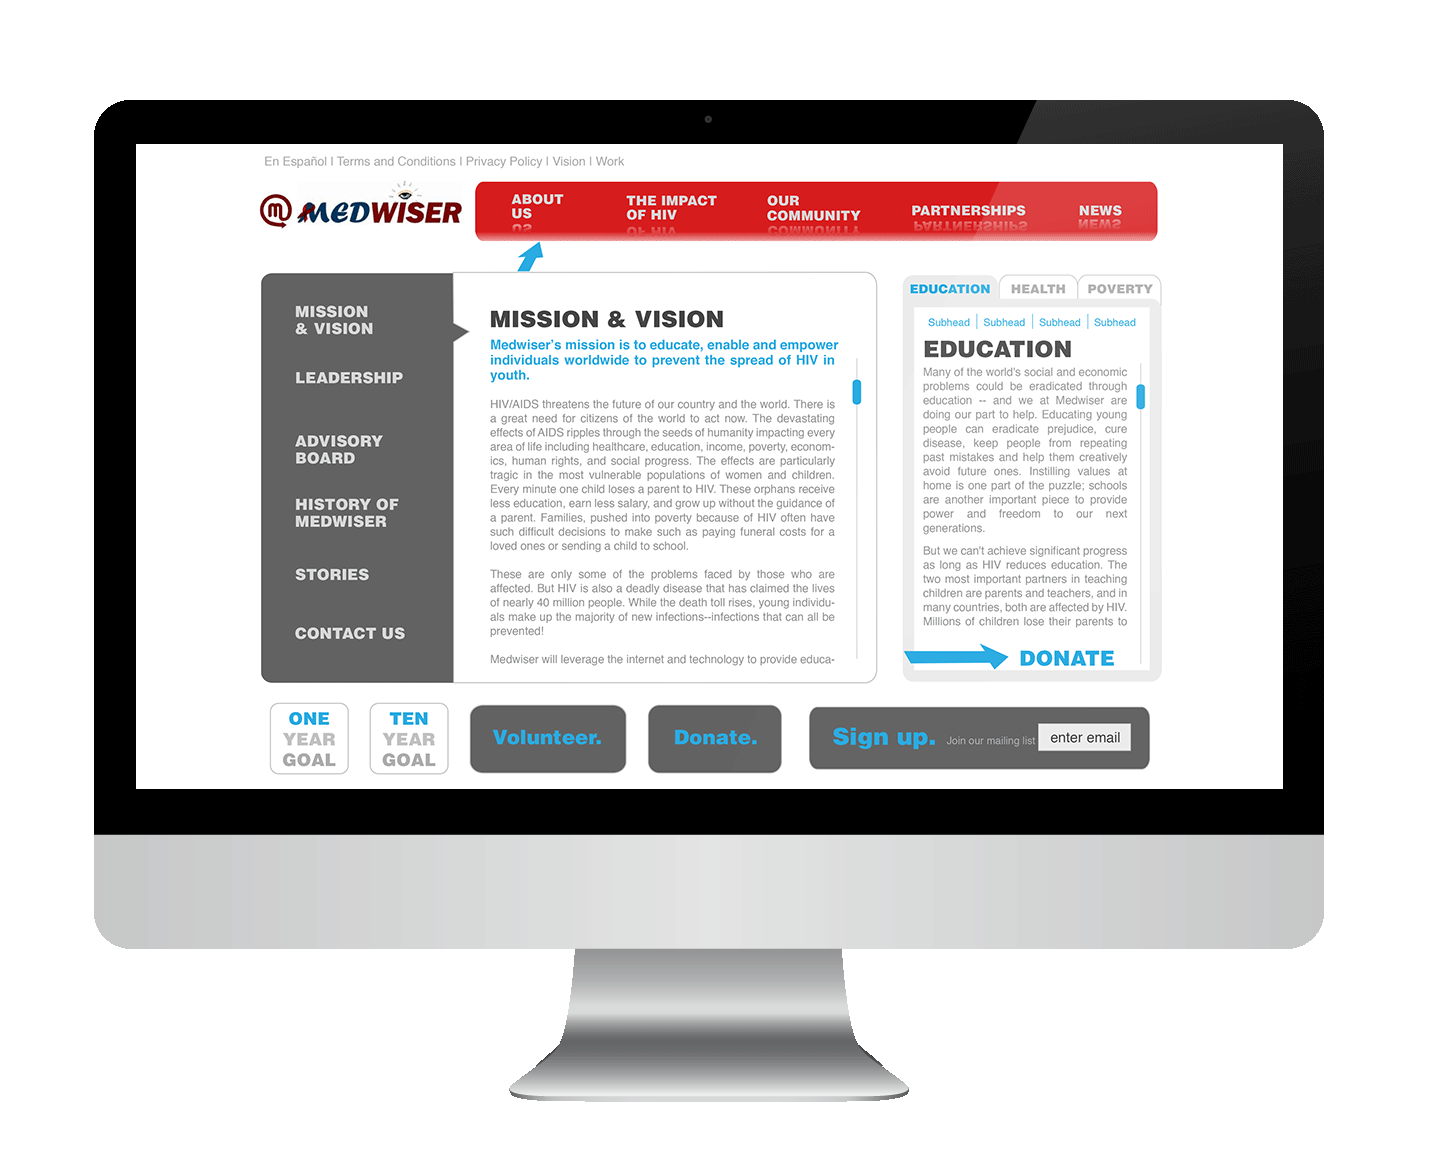 En Español | Terms and Conditions | Privacy Policy | Vision | Work
m MEDWISER
ABOUT
US
THE IMPACT
OF HIV
OUR
COMMUNITY
PARTNERSHIPS
NEWS
MISSION
& VISION
LEADERSHIP
ADVISORY
BOARD
HISTORY OF
MEDWISER
STORIES
CONTACT US
MISSION & VISION
Medwiser's mission is to educate, enable and empower
individuals worldwide to prevent the spread of HIV in
youth.
HIV/AIDS threatens the future of our country and the world. There is
a great need for citizens of the world to act now. The devastating
effects of AIDS ripples through the seeds of humanity impacting every
area of life including healthcare, education, income, poverty, econom-
ics, human rights, and social progress. The effects are particularly
tragic in the most vulnerable populations of women and children.
Every minute one child loses a parent to HIV. These orphans receive
less education, earn less salary, and grow up without the guidance of
a parent. Families, pushed into poverty because of HIV often have
such difficult decisions to make such as paying funeral costs for a
loved ones or sending a child to school.
These are only some of the problems faced by those who are
affected. But HIV is also a deadly disease that has claimed the lives
of nearly 40 million people. While the death toll rises, young individu-
als make up the majority of new infections--infections that can all be
prevented!
Medwiser will leverage the internet and technology to provide educa-
EDUCATION
HEALTH
POVERTY
Subhead | Subhead | Subhead | Subhead
EDUCATION
Many of the world's social and economic
problems could be eradicated through
education -- and we at Medwiser are
doing our part to help. Educating young
people can eradicate prejudice, cure
disease, keep people from repeating
past mistakes and help them creatively
avoid future ones. Instilling values at
home is one part of the puzzle; schools
are another important piece to provide
power and freedom to our next
generations.
But we can't achieve significant progress
as long as HIV reduces education. The
two most important partners in teaching
children are parents and teachers, and in
many countries, both are affected by HIV.
Millions of children lose their parents to
DONATE
ONE
YEAR
GOAL
TEN
YEAR
GOAL
Volunteer.
Donate.
Sign up. Join our mailing list enter email